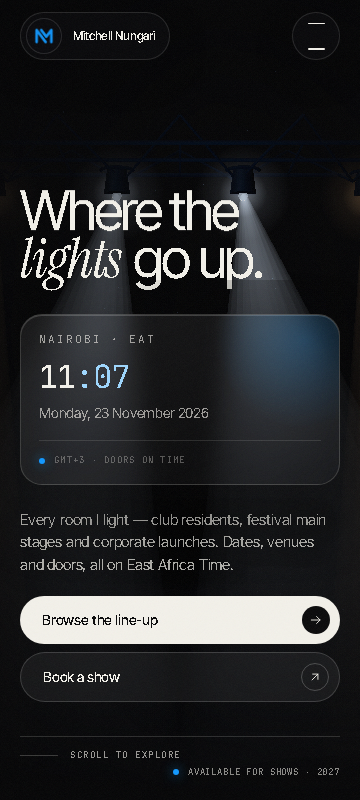 Mitchell Nungari
Where the
lights go up.
NAIROBI · EAT
11:07
Monday, 23 November 2026
GMT+3 · DOORS ON TIME
Every room I light — club residents, festival main
stages and corporate launches. Dates, venues
and doors, all on East Africa Time.
Browse the line-up
Book a show
SCROLL TO EXPLORE
AVAILABLE FOR SHOWS · 2027